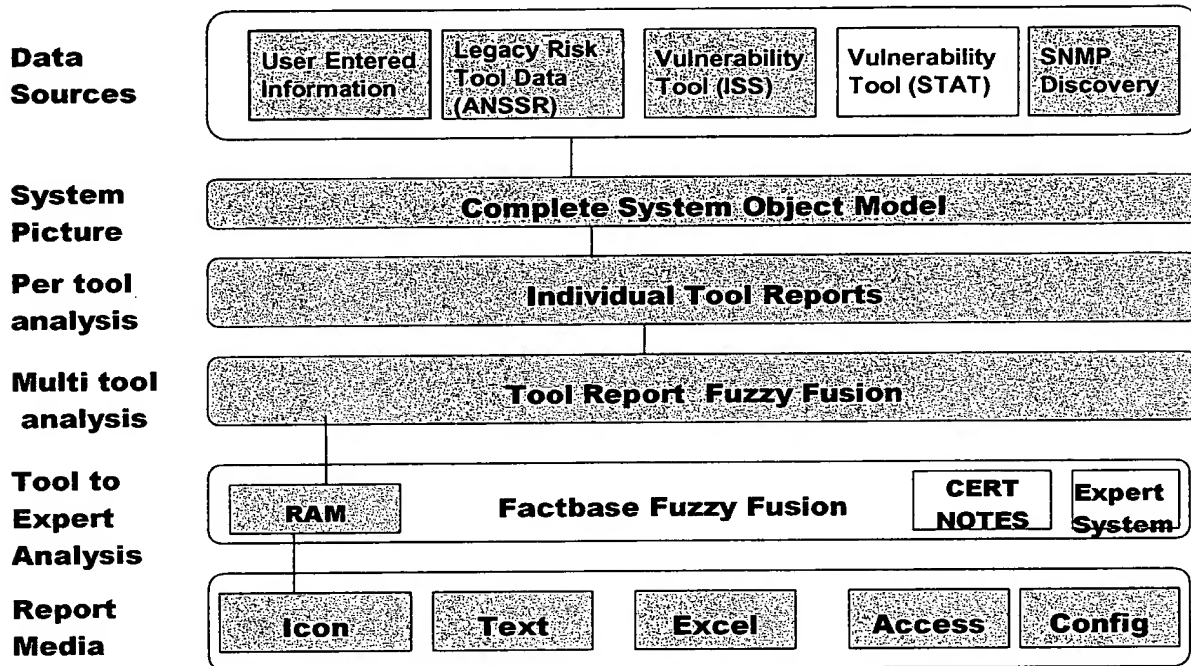 Data
Sources
User Entered
Information
Legacy Risk
Tool Data
(ANSSR)
Vulnerability
Tool (ISS)
Vulnerability
Tool (STAT)
SNMP
Discovery
System
Picture
Complete System Object Model
Per tool
analysis
Individual Tool Reports
Multi tool
analysis
Tool Report Fuzzy Fusion
Tool to
Expert
Analysis
RAM
Factbase Fuzzy Fusion
CERT
NOTES
Expert
System
Report
Media
Icon
Text
Excel
Access
Config